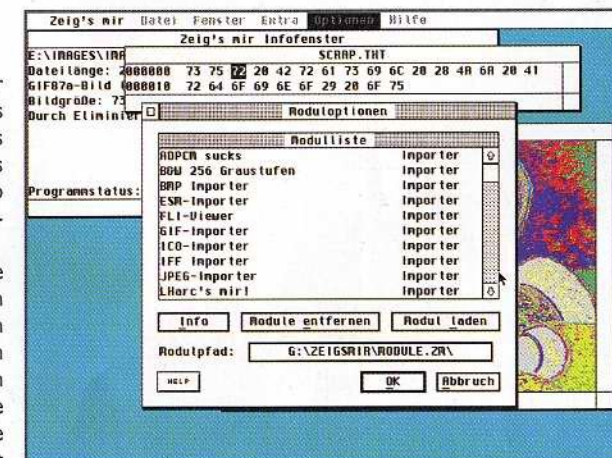 Zeig's mir Datei Fenster Extra Optionen Hilfe
Zeig's mir Infofenster
E:\IMAGES\IMA
SCRAP.TXT
Dateilänge: 2
000000 73 75 72 20 42 72 61 73 69 6C 20 28 4A 6A 20 41
GIF87a-Bild
000010 72 64 6F 69 6E 6F 29 20 6F 75
Bildgröße: 73
Durch Eliminier
Programmstatus:
Moduloptionen
Modulliste
ADPCM sucks Importer
B&W 256 Graustufen Importer
BMP Importer Importer
ESM-Importer Importer
FLI-Viewer Importer
GIF-Importer Importer
ICO-Importer Importer
IFF Importer Importer
JPEG-Importer Importer
LHarc's mir! Importer
Info Module entfernen Modul laden
Modulpfad: G:\ZEIGSMIR\MODULE.ZM\
HELP OK Abbruch